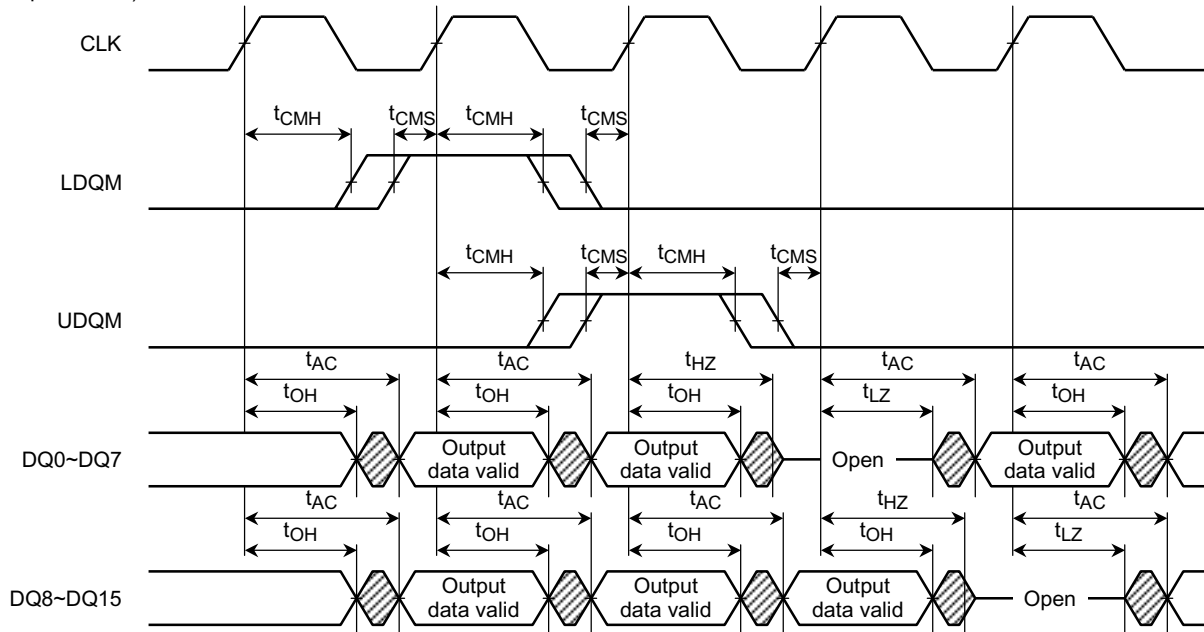 CLK
tCMH tCMS tCMH tCMS
LDQM
tCMH tCMS tCMH tCMS
UDQM
tAC tAC tHZ tAC tAC
tOH tOH tOH tLZ tOH
DQ0~DQ7 Output data valid Output data valid Open Output data valid
tAC tAC tAC tHZ tAC
tOH tOH tOH tOH tLZ
DQ8~DQ15 Output data valid Output data valid Output data valid Open